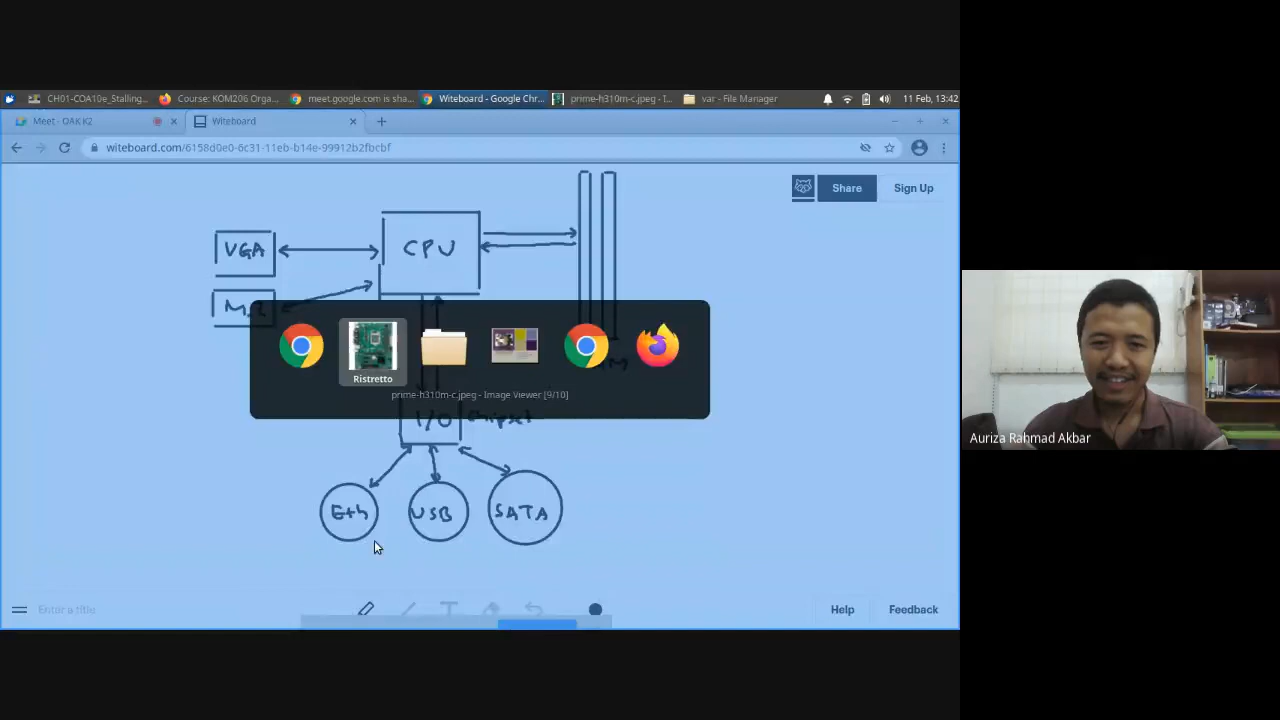 CH01-COA10e_Stalling...
Course: KOM206 Orga...
meet.google.com is sha...
Witeboard - Google Chr...
prime-h310m-c.jpeg - I...
var - File Manager
11 Feb, 13:42
Meet - OAK K2
Witeboard
witeboard.com/6158d0e0-6c31-11eb-b14e-99912b2fbcbf
Share
Sign Up
VGA
CPU
M.2
Ristretto
prime-h310m-c.jpeg - Image Viewer [9/10]
I/O
Chipset
Eth
USB
SATA
Auriza Rahmad Akbar
Enter a title
T
Help
Feedback